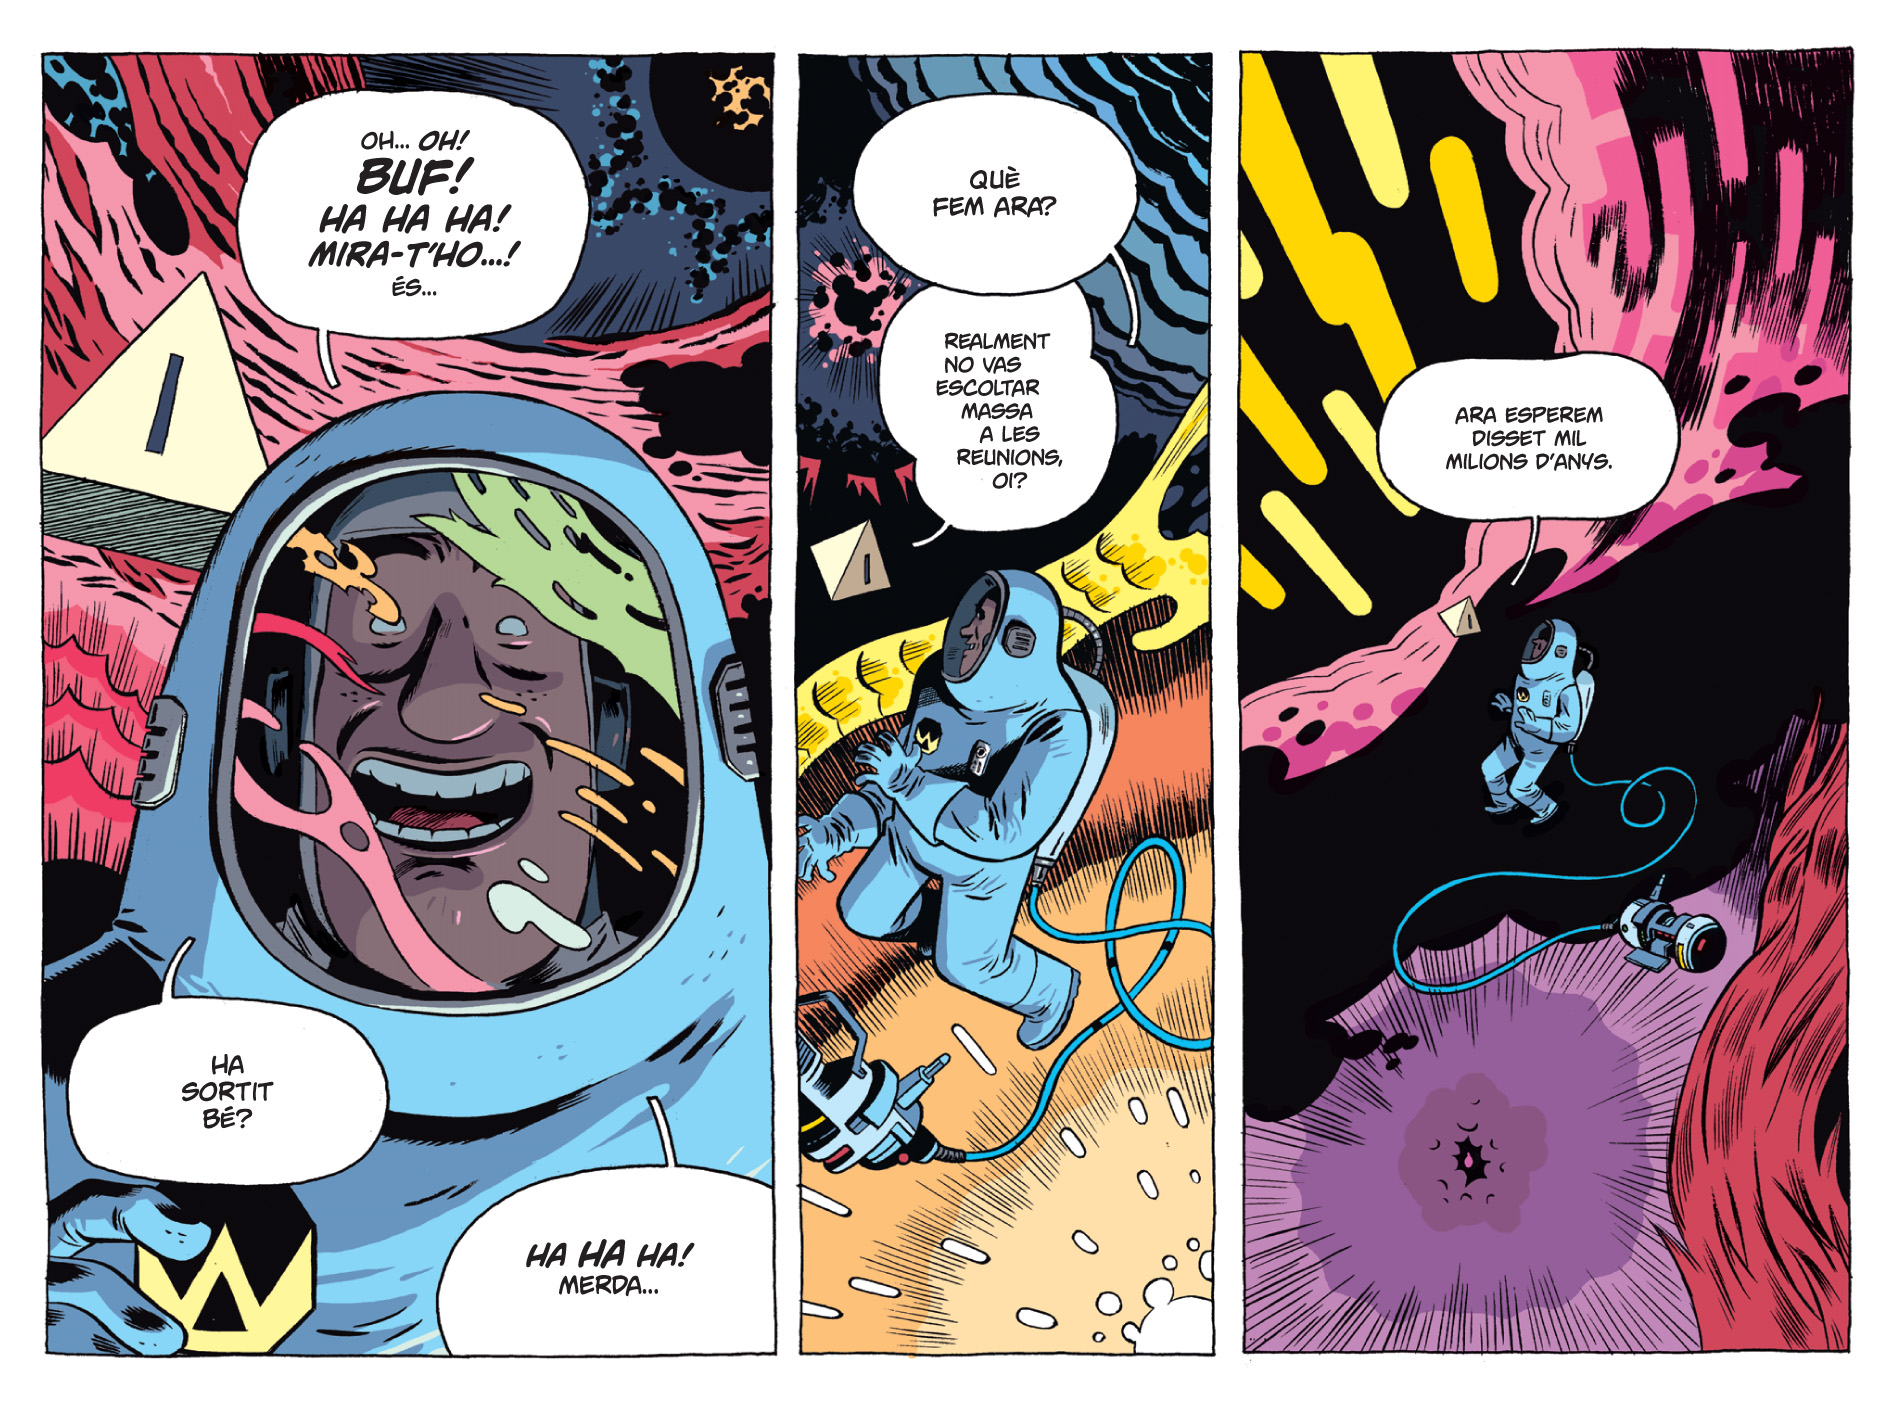 OH... OH!
BUF!
HA HA HA!
MIRA-T'HO...!
ÉS...
HA
SORTIT
BÉ?
HA HA HA!
MERDA...
QUÈ
FEM ARA?
REALMENT
NO VAS
ESCOLTAR
MASSA
A LES
REUNIONS,
OI?
ARA ESPEREM
DISSET MIL
MILIONS D'ANYS.